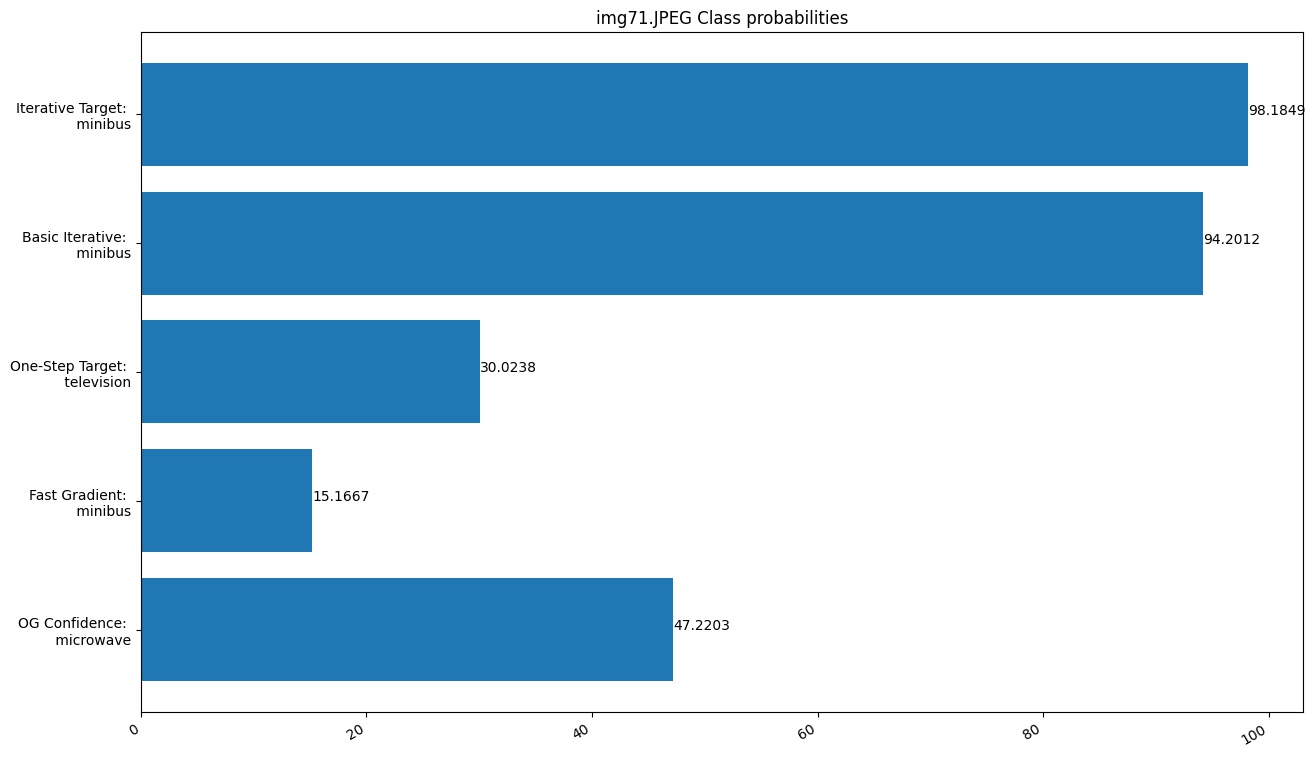 img71.JPEG Class probabilities
Iterative Target:
minibus
98.1849
Basic Iterative:
minibus
94.2012
One-Step Target:
television
30.0238
Fast Gradient:
minibus
15.1667
OG Confidence:
microwave
47.2203
0
20
40
60
80
100